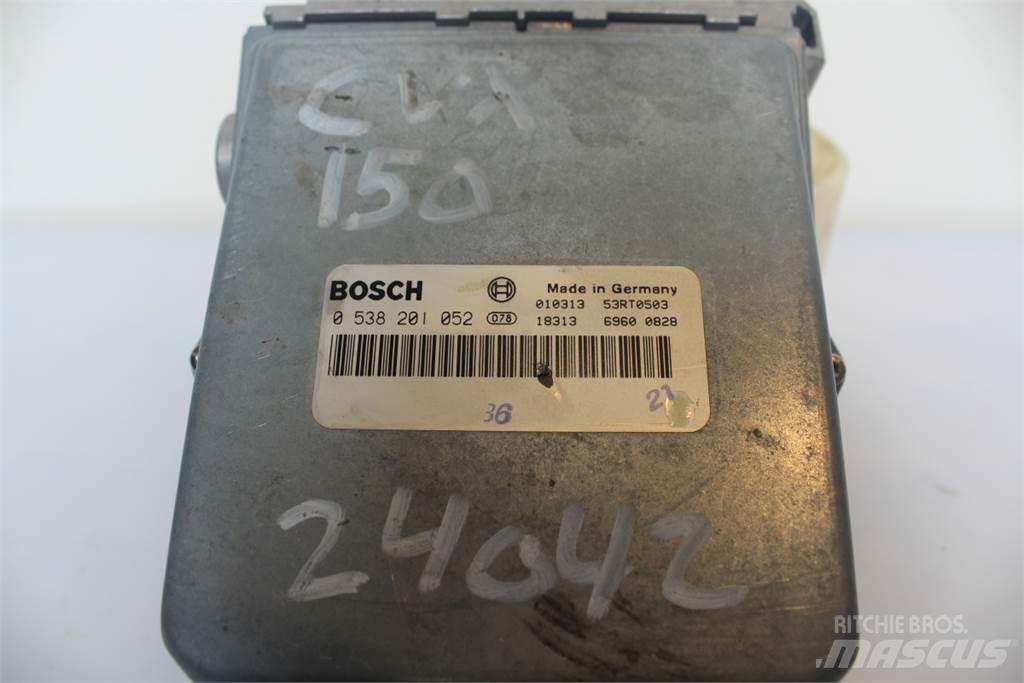 CVX
150
BOSCH Made in Germany
010313 53RT0503
0 538 201 052 078 18313 6960 0828
36 21
24042
RITCHIE BROS.
MASCUS